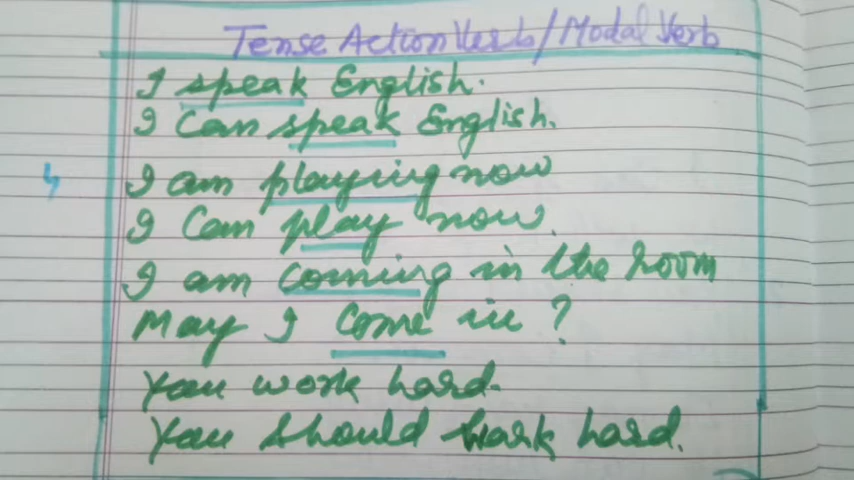 Tense Action Verb/Modal Verb
I speak English.
I Can speak English.
I am playing now
I Can play now.
I am coming in the room
May I come in ?
You work hard.
You should work hard.